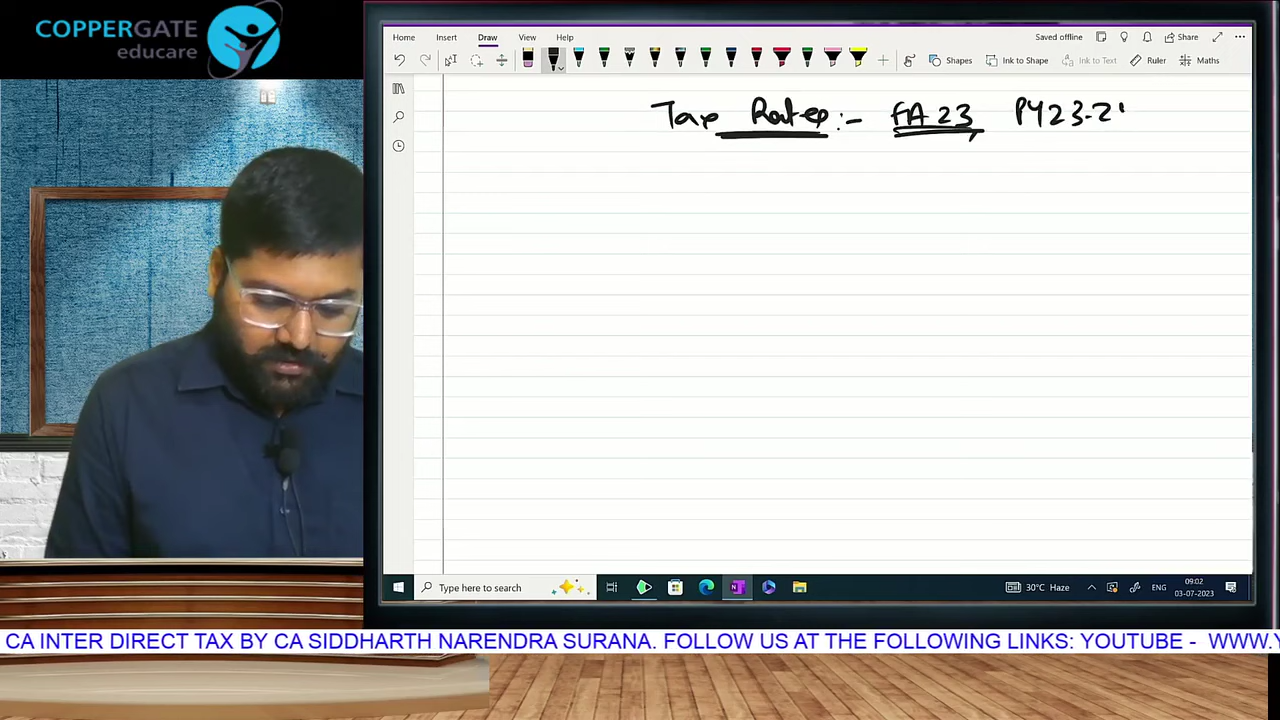 COPPERGATE
educare
Home Insert Draw View Help
Saved offline
Share
Shapes
Ink to Shape
Ink to Text
Ruler
Maths
Tax Rates :- FA 23 PY23-2
Type here to search
30°C Haze
ENG
09:02
03-07-2023
CA INTER DIRECT TAX BY CA SIDDHARTH NARENDRA SURANA. FOLLOW US AT THE FOLLOWING LINKS: YOUTUBE - WWW.Y